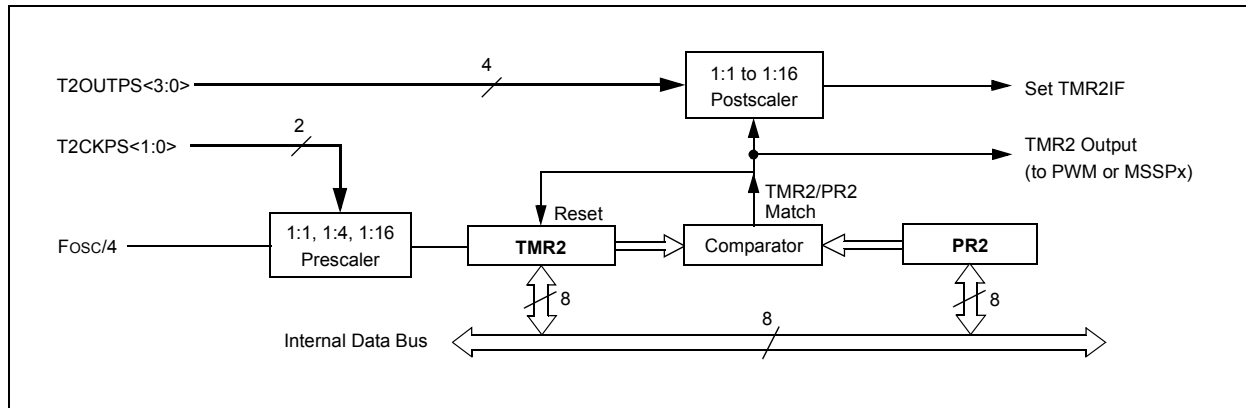 T2OUTPS<3:0>
4
1:1 to 1:16
Postscaler
Set TMR2IF
T2CKPS<1:0>
2
TMR2 Output
(to PWM or MSSPx)
TMR2/PR2
Match
Reset
FOSC/4
1:1, 1:4, 1:16
Prescaler
TMR2
Comparator
PR2
8
8
8
Internal Data Bus